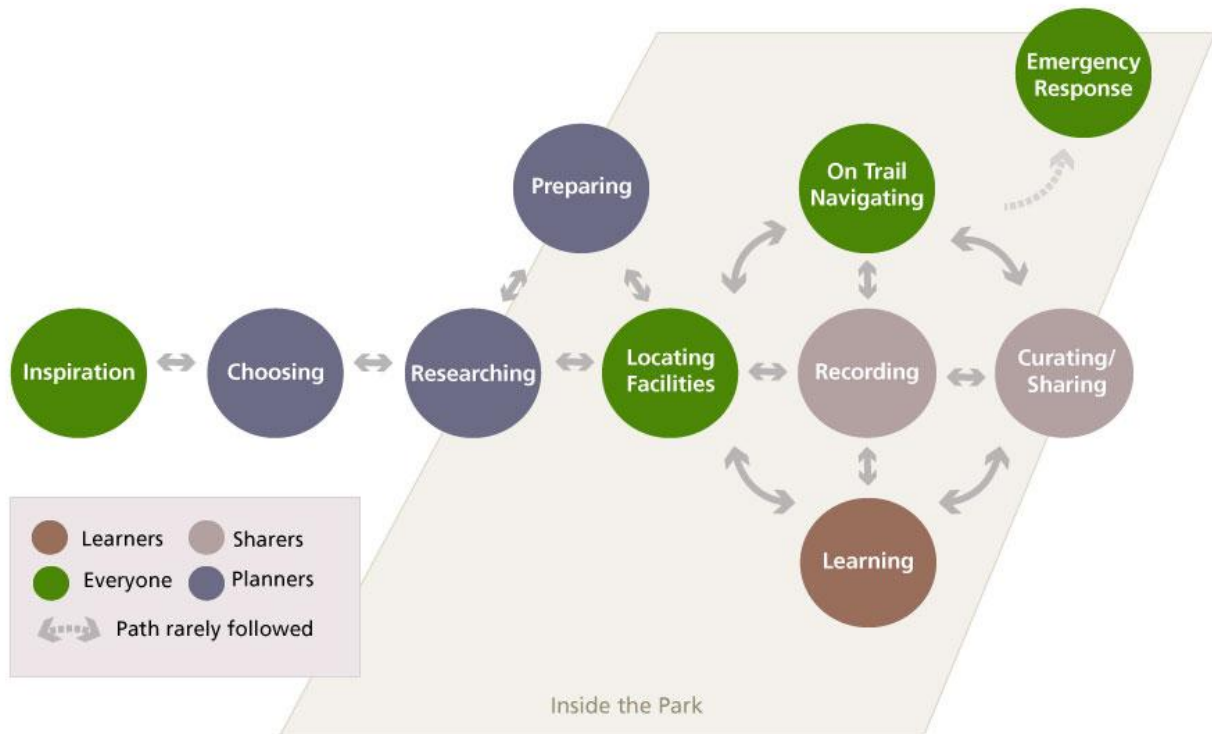 Emergency
Response
On Trail
Navigating
Preparing
Inspiration
Choosing
Researching
Locating
Facilities
Recording
Curating/
Sharing
Learning
Learners
Sharers
Everyone
Planners
Path rarely followed
Inside the Park